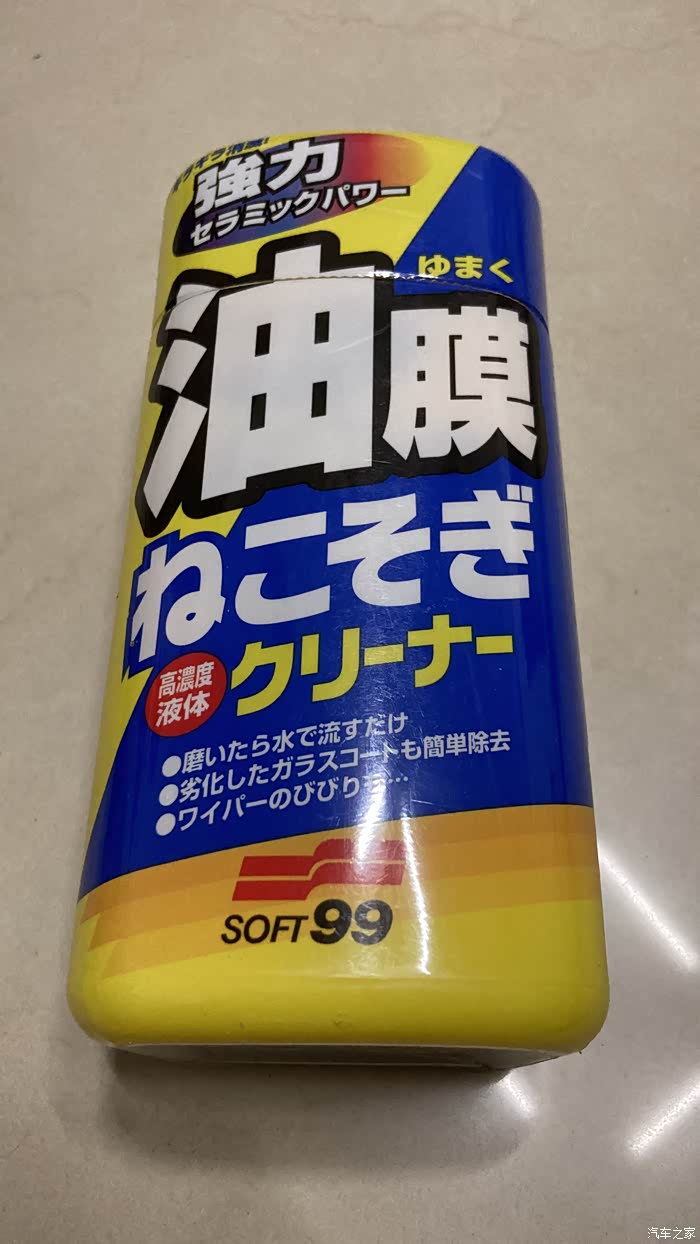 強力
セラミックパワー
ゆまく
油膜
ねこそぎ
高濃度
液体
クリーナー
●磨いたら水で流すだけ
●劣化したガラスコートも簡単除去
●ワイパーのびびり
SOFT99
汽车之家